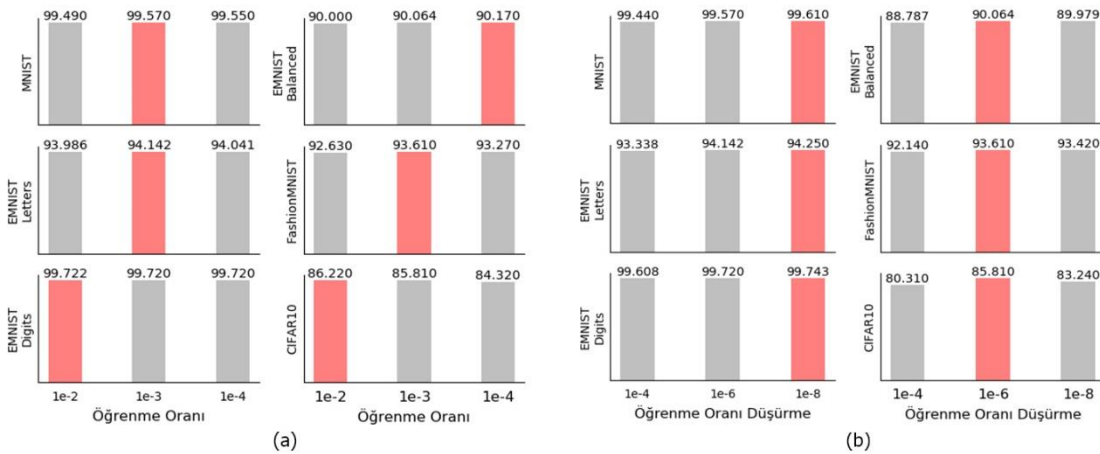 99.490 99.570 99.550
MNIST
90.000 90.064 90.170
EMNIST
Balanced
93.986 94.142 94.041
EMNIST
Letters
92.630 93.610 93.270
FashionMNIST
99.722 99.720 99.720
EMNIST
Digits
1e-2 1e-3 1e-4
Öğrenme Oranı
86.220 85.810 84.320
CIFAR10
1e-2 1e-3 1e-4
Öğrenme Oranı
(a)
99.440 99.570 99.610
MNIST
88.787 90.064 89.979
EMNIST
Balanced
93.338 94.142 94.250
EMNIST
Letters
92.140 93.610 93.420
FashionMNIST
99.608 99.720 99.743
EMNIST
Digits
1e-4 1e-6 1e-8
Öğrenme Oranı Düşürme
80.310 85.810 83.240
CIFAR10
1e-4 1e-6 1e-8
Öğrenme Oranı Düşürme
(b)